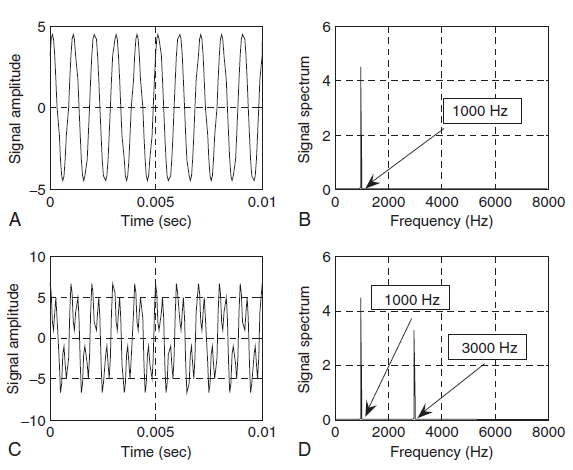 5
0
–5
0
0.005
0.01
Signal amplitude
Time (sec)
A
6
4
2
0
0
2000
4000
6000
8000
Signal spectrum
1000 Hz
Frequency (Hz)
B
10
5
0
–5
–10
0
0.005
0.01
Signal amplitude
Time (sec)
C
6
4
2
0
0
2000
4000
6000
8000
Signal spectrum
1000 Hz
3000 Hz
Frequency (Hz)
D